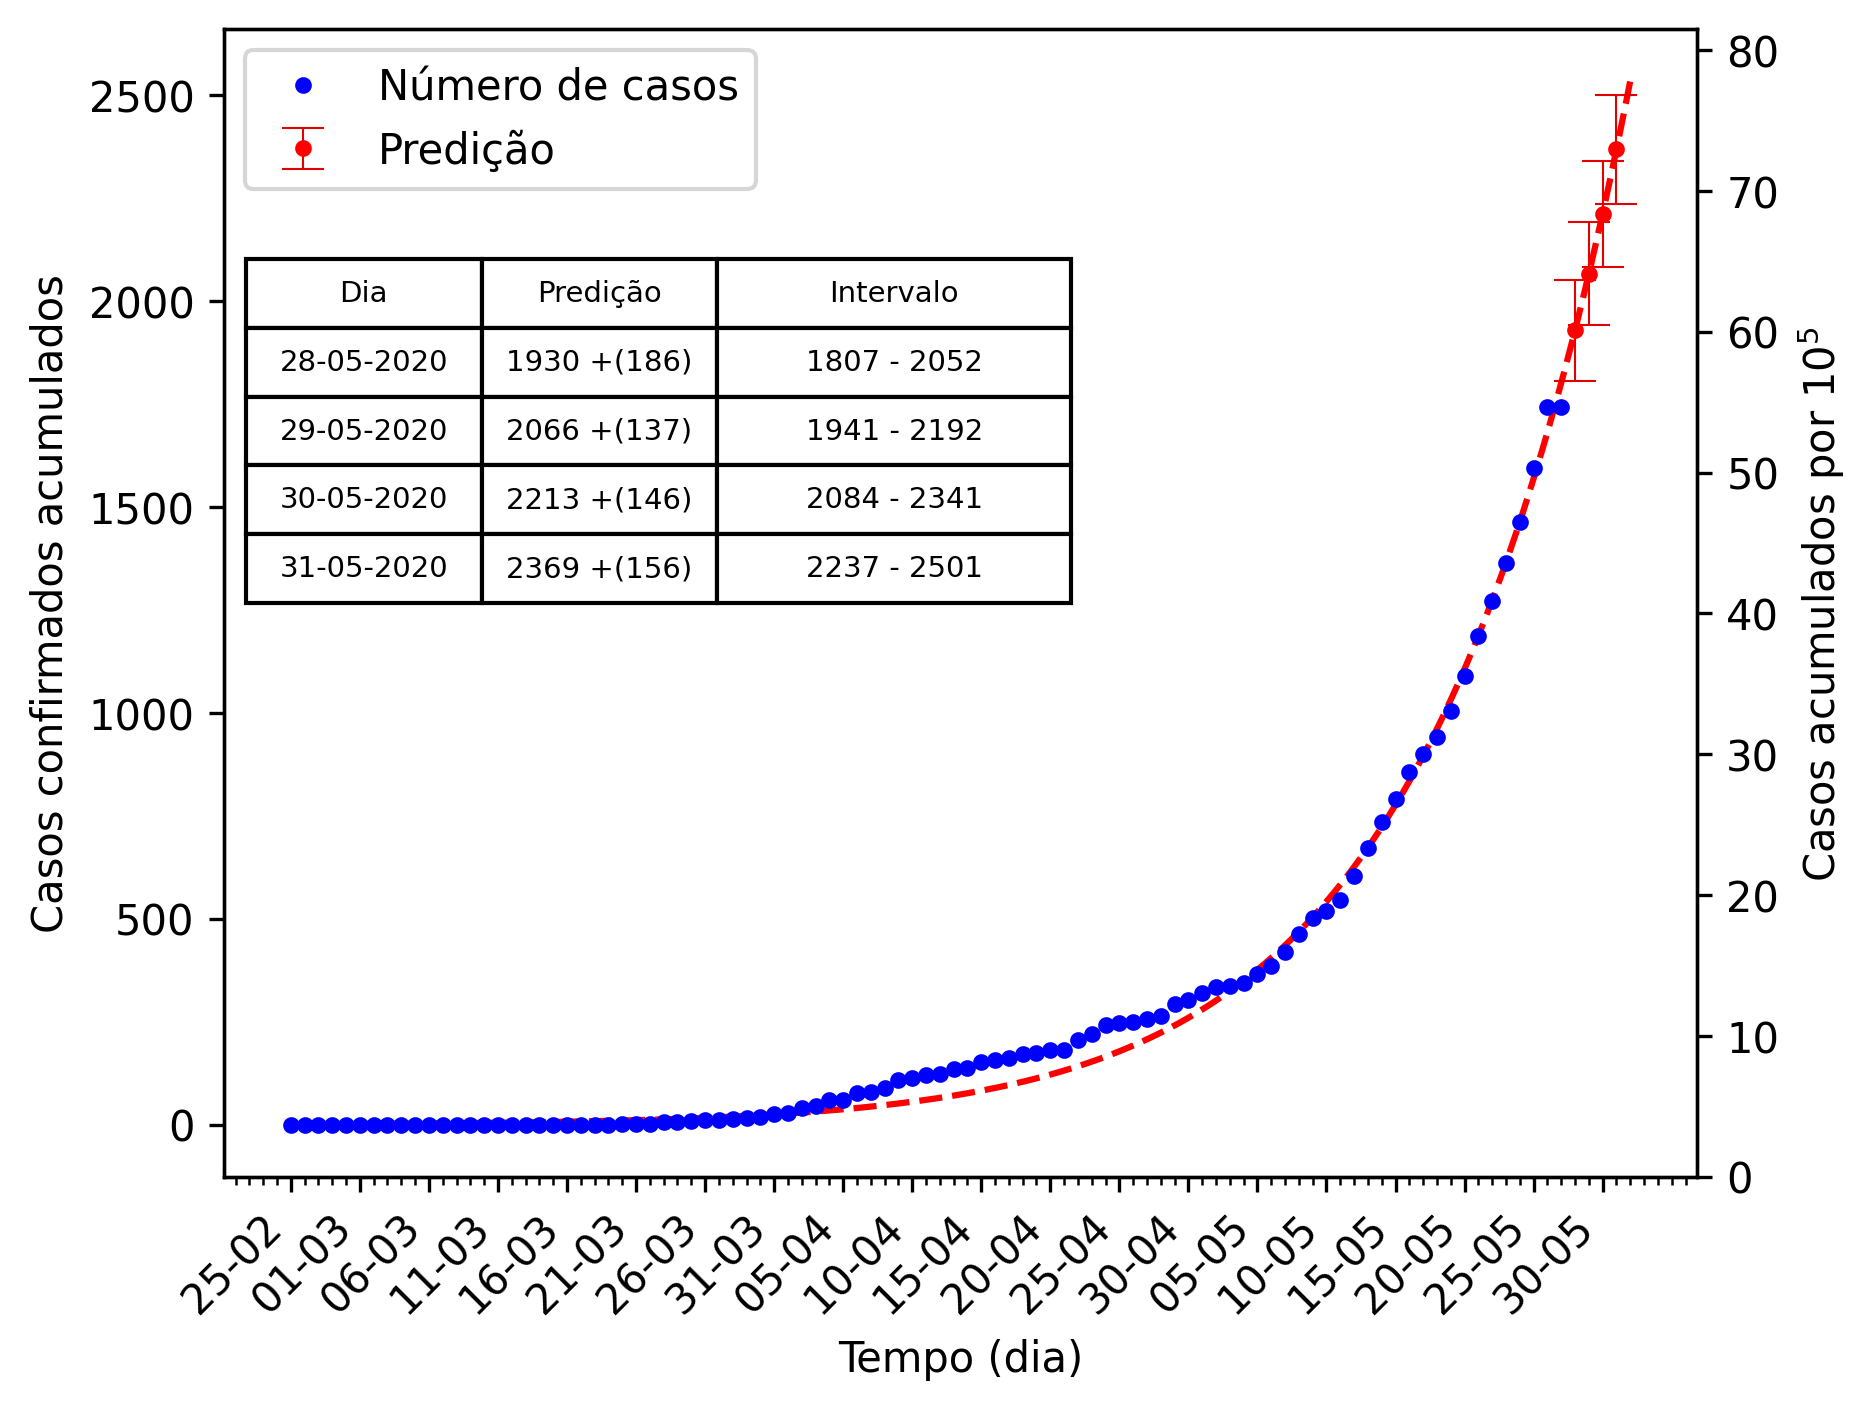 Número de casos
Predição
Dia Predição Intervalo
28-05-2020 1930 +(186) 1807 - 2052
29-05-2020 2066 +(137) 1941 - 2192
30-05-2020 2213 +(146) 2084 - 2341
31-05-2020 2369 +(156) 2237 - 2501
Casos confirmados acumulados
2500
2000
1500
1000
500
0
80
70
60
50
40
30
20
10
0
Casos acumulados por 10⁵
25-02 01-03 06-03 11-03 16-03 21-03 26-03 31-03 05-04 10-04 15-04 20-04 25-04 30-04 05-05 10-05 15-05 20-05 25-05 30-05
Tempo (dia)